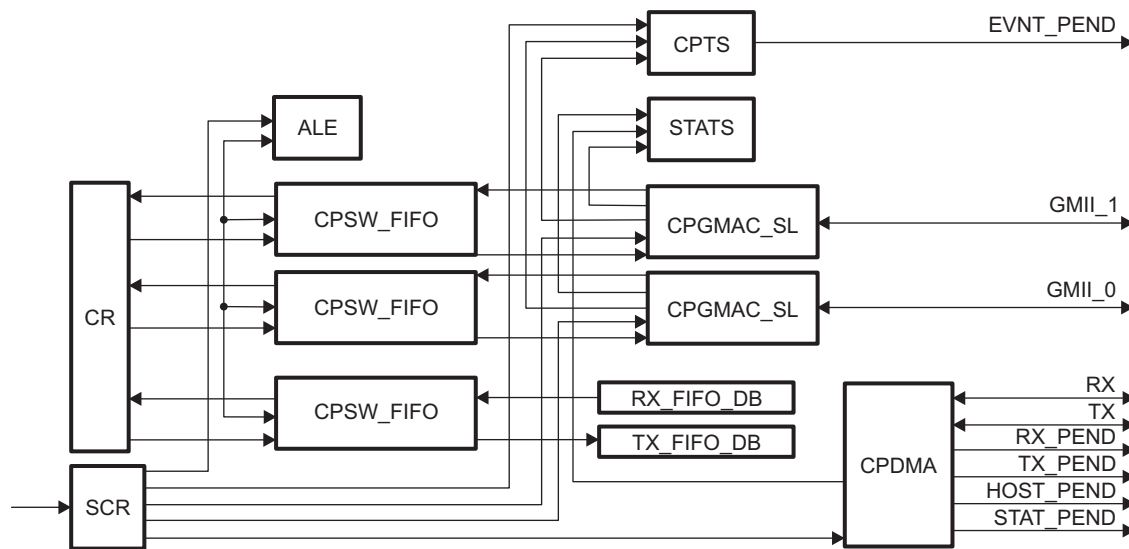 CPTS
EVNT_PEND
ALE
STATS
CPSW_FIFO
CPGMAC_SL
GMII_1
CR
CPSW_FIFO
CPGMAC_SL
GMII_0
CPSW_FIFO
RX_FIFO_DB
TX_FIFO_DB
SCR
CPDMA
RX
TX
RX_PEND
TX_PEND
HOST_PEND
STAT_PEND